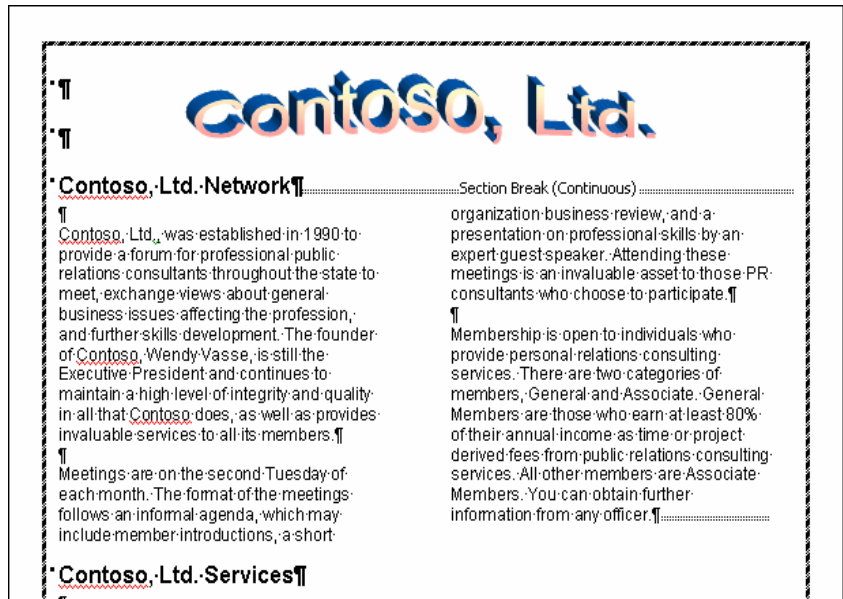 Contoso, Ltd.
¶
¶
Contoso,·Ltd.·Network¶
Section Break (Continuous)
¶
Contoso,·Ltd.,·was·established·in·1990·to·
provide·a·forum·for·professional·public·
relations·consultants·throughout·the·state·to·
meet,·exchange·views·about·general·
business·issues·affecting·the·profession,·
and·further·skills·development.·The·founder·
of·Contoso,·Wendy·Vasse,·is·still·the·
Executive·President·and·continues·to·
maintain·a·high·level·of·integrity·and·quality·
in·all·that·Contoso·does,·as·well·as·provides·
invaluable·services·to·all·its·members.¶
¶
Meetings·are·on·the·second·Tuesday·of·
each·month.·The·format·of·the·meetings·
follows·an·informal·agenda,·which·may·
include·member·introductions,·a·short·
organization·business·review,·and·a·
presentation·on·professional·skills·by·an·
expert·guest·speaker.·Attending·these·
meetings·is·an·invaluable·asset·to·those·PR·
consultants·who·choose·to·participate.¶
¶
Membership·is·open·to·individuals·who·
provide·personal·relations·consulting·
services.·There·are·two·categories·of·
members,·General·and·Associate.·General·
Members·are·those·who·earn·at·least·80%·
of·their·annual·income·as·time·or·project·
derived·fees·from·public·relations·consulting·
services.·All·other·members·are·Associate·
Members.·You·can·obtain·further·
information·from·any·officer.¶
Contoso,·Ltd.·Services¶